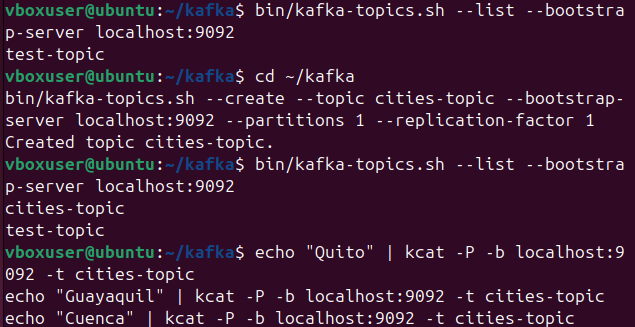 vboxuser@ubuntu:~/kafka$ bin/kafka-topics.sh --list --bootstra
p-server localhost:9092
test-topic
vboxuser@ubuntu:~/kafka$ cd ~/kafka
bin/kafka-topics.sh --create --topic cities-topic --bootstrap-
server localhost:9092 --partitions 1 --replication-factor 1
Created topic cities-topic.
vboxuser@ubuntu:~/kafka$ bin/kafka-topics.sh --list --bootstra
p-server localhost:9092
cities-topic
test-topic
vboxuser@ubuntu:~/kafka$ echo "Quito" | kcat -P -b localhost:9
092 -t cities-topic
echo "Guayaquil" | kcat -P -b localhost:9092 -t cities-topic
echo "Cuenca" | kcat -P -b localhost:9092 -t cities-topic